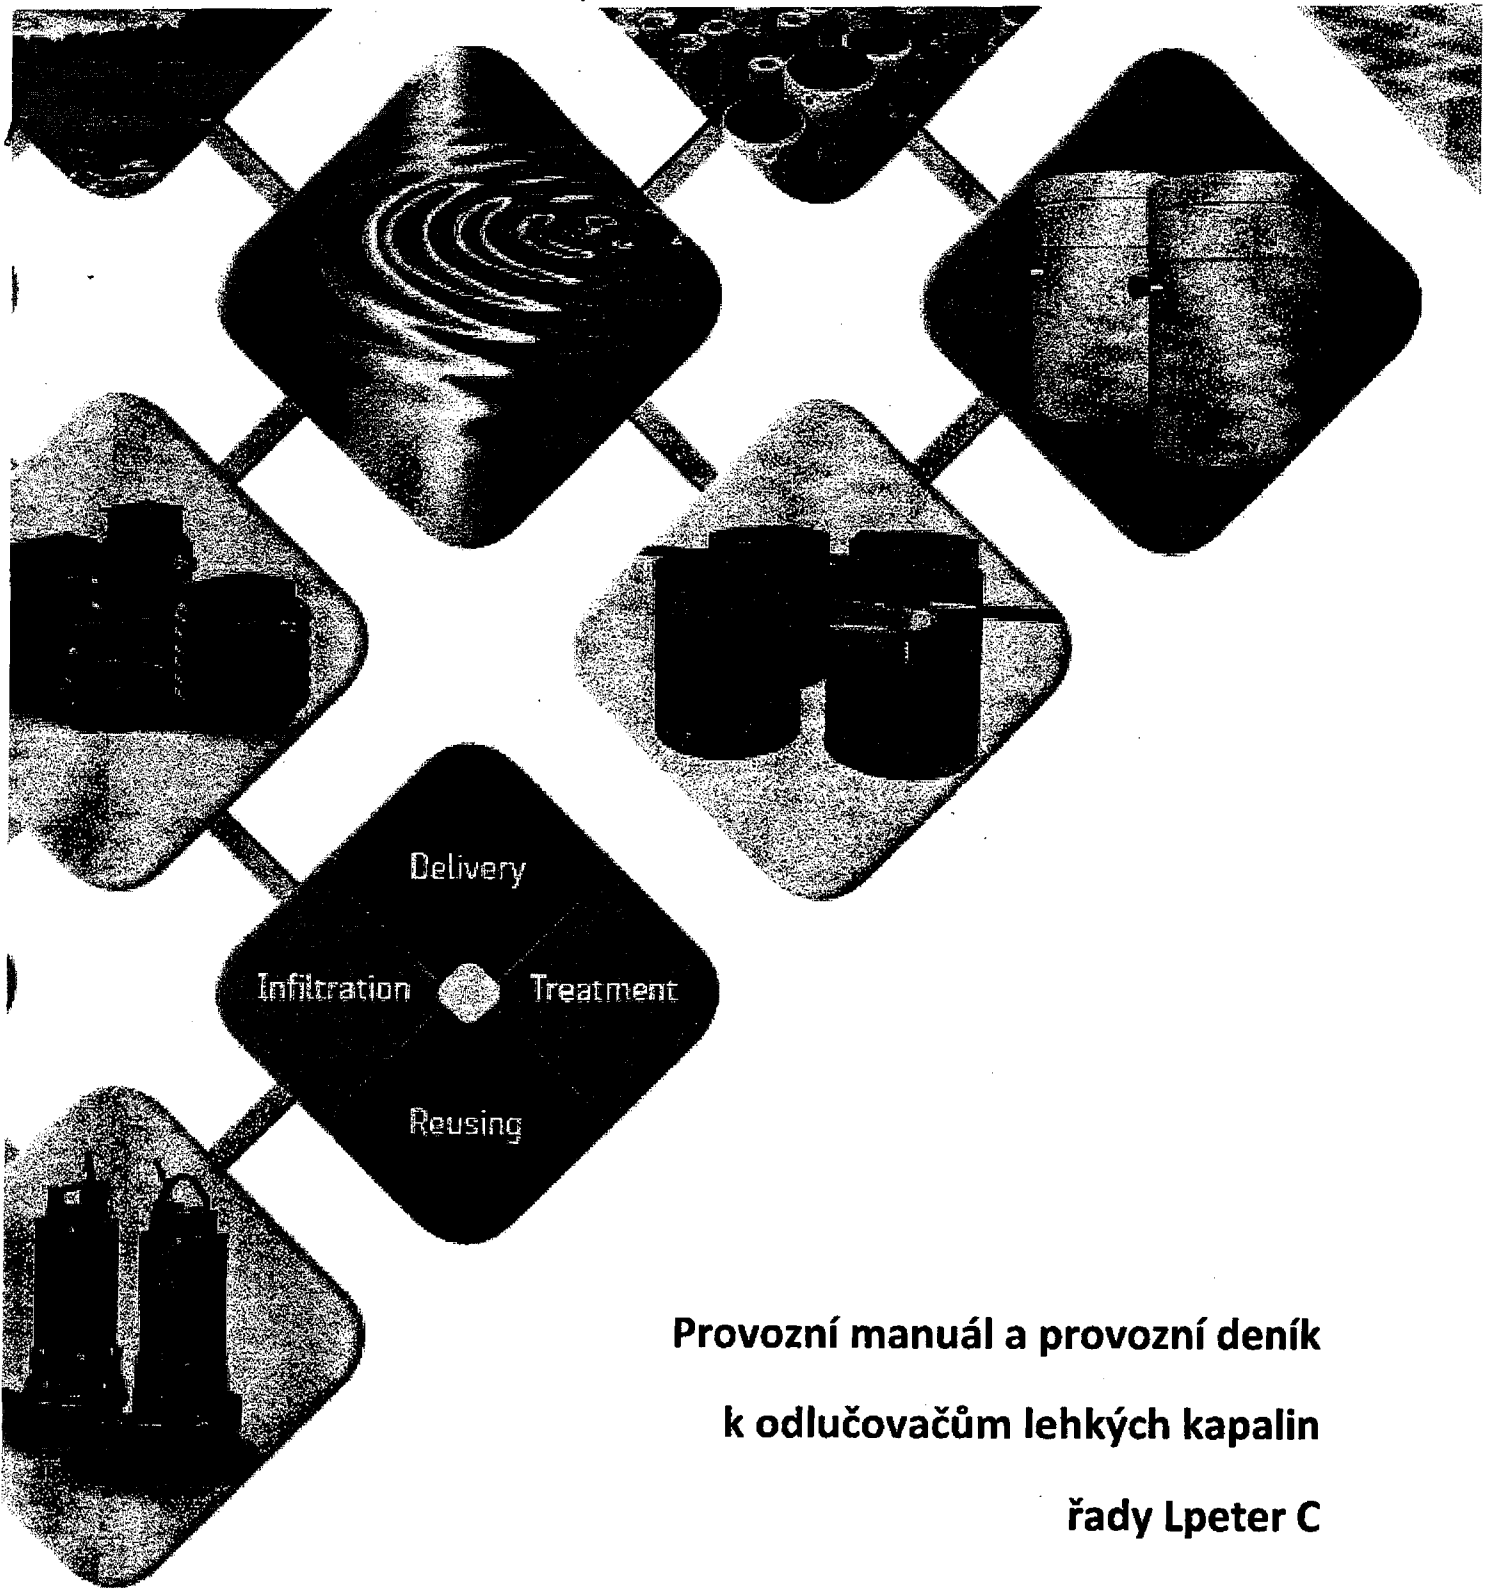 Delivery
Infiltration
Treatment
Reusing
Provozní manuál a provozní deník
k odlučovačům lehkých kapalin
řady Lpeter C